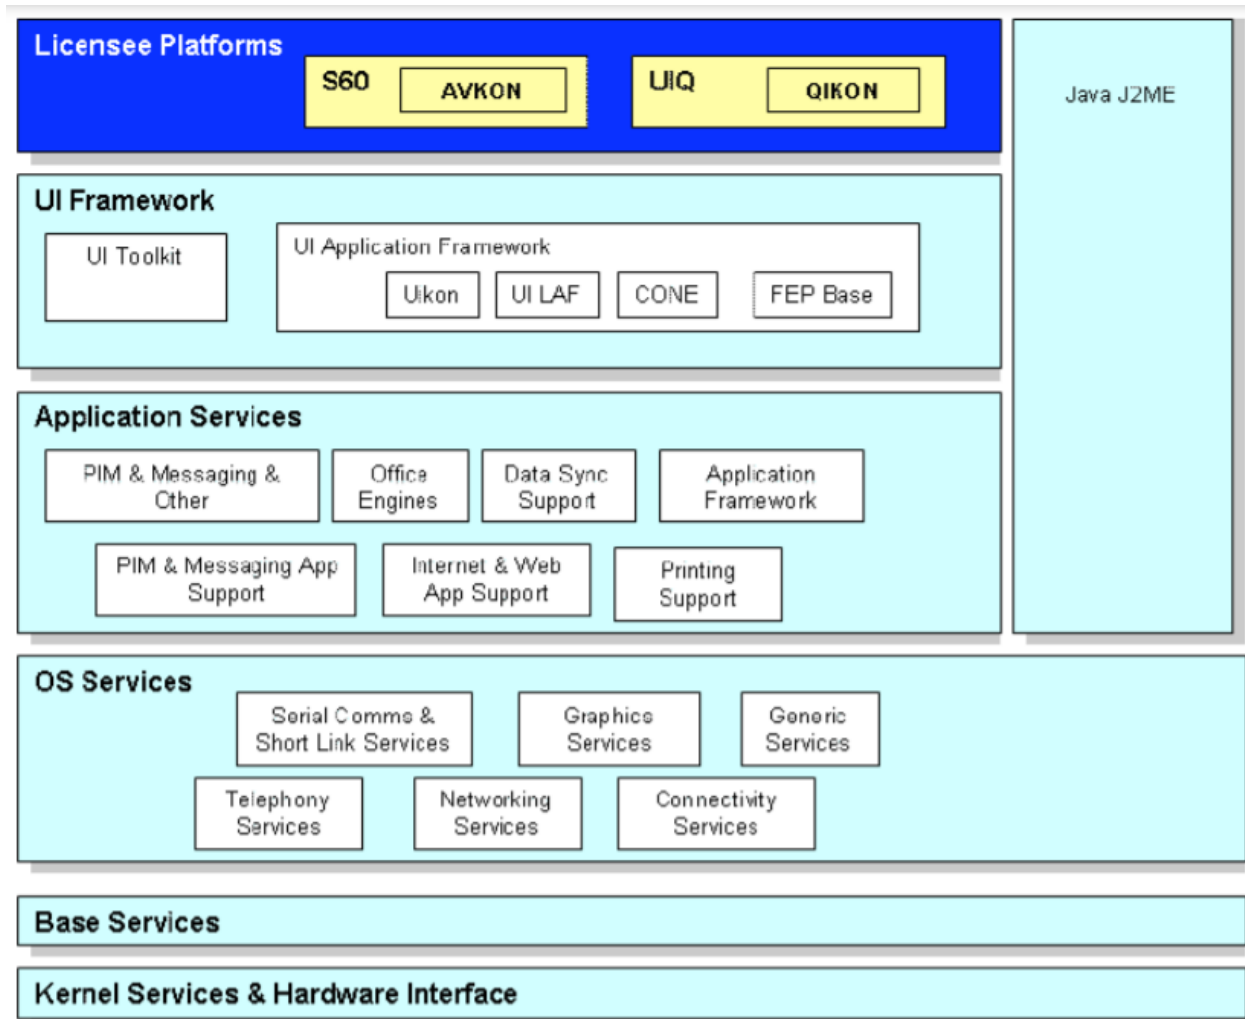 Licensee Platforms
S60
AVKON
UIQ
QIKON
Java J2ME
UI Framework
UI Toolkit
UI Application Framework
Uikon
UI LAF
CONE
FEP Base
Application Services
PIM & Messaging &
Other
Office
Engines
Data Sync
Support
Application
Framework
PIM & Messaging App
Support
Internet & Web
App Support
Printing
Support
OS Services
Serial Comms &
Short Link Services
Graphics
Services
Generic
Services
Telephony
Services
Networking
Services
Connectivity
Services
Base Services
Kernel Services & Hardware Interface